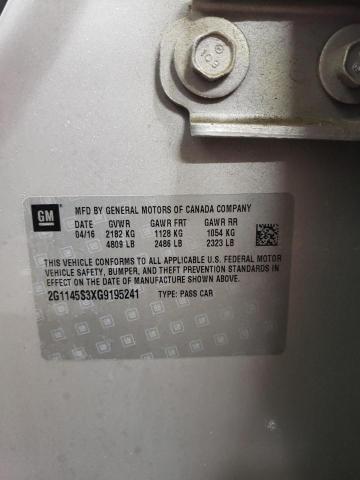 10.9
GM
MFD BY GENERAL MOTORS OF CANADA COMPANY
DATE GVWR GAWR FRT GAWR RR
04/16 2182 KG 1128 KG 1054 KG
4809 LB 2486 LB 2323 LB
THIS VEHICLE CONFORMS TO ALL APPLICABLE U.S. FEDERAL MOTOR
VEHICLE SAFETY, BUMPER, AND THEFT PREVENTION STANDARDS
IN EFFECT ON THE DATE OF MANUFACTURE SHOWN ABOVE.
2G1145S3XG9195241 TYPE: PASS CAR